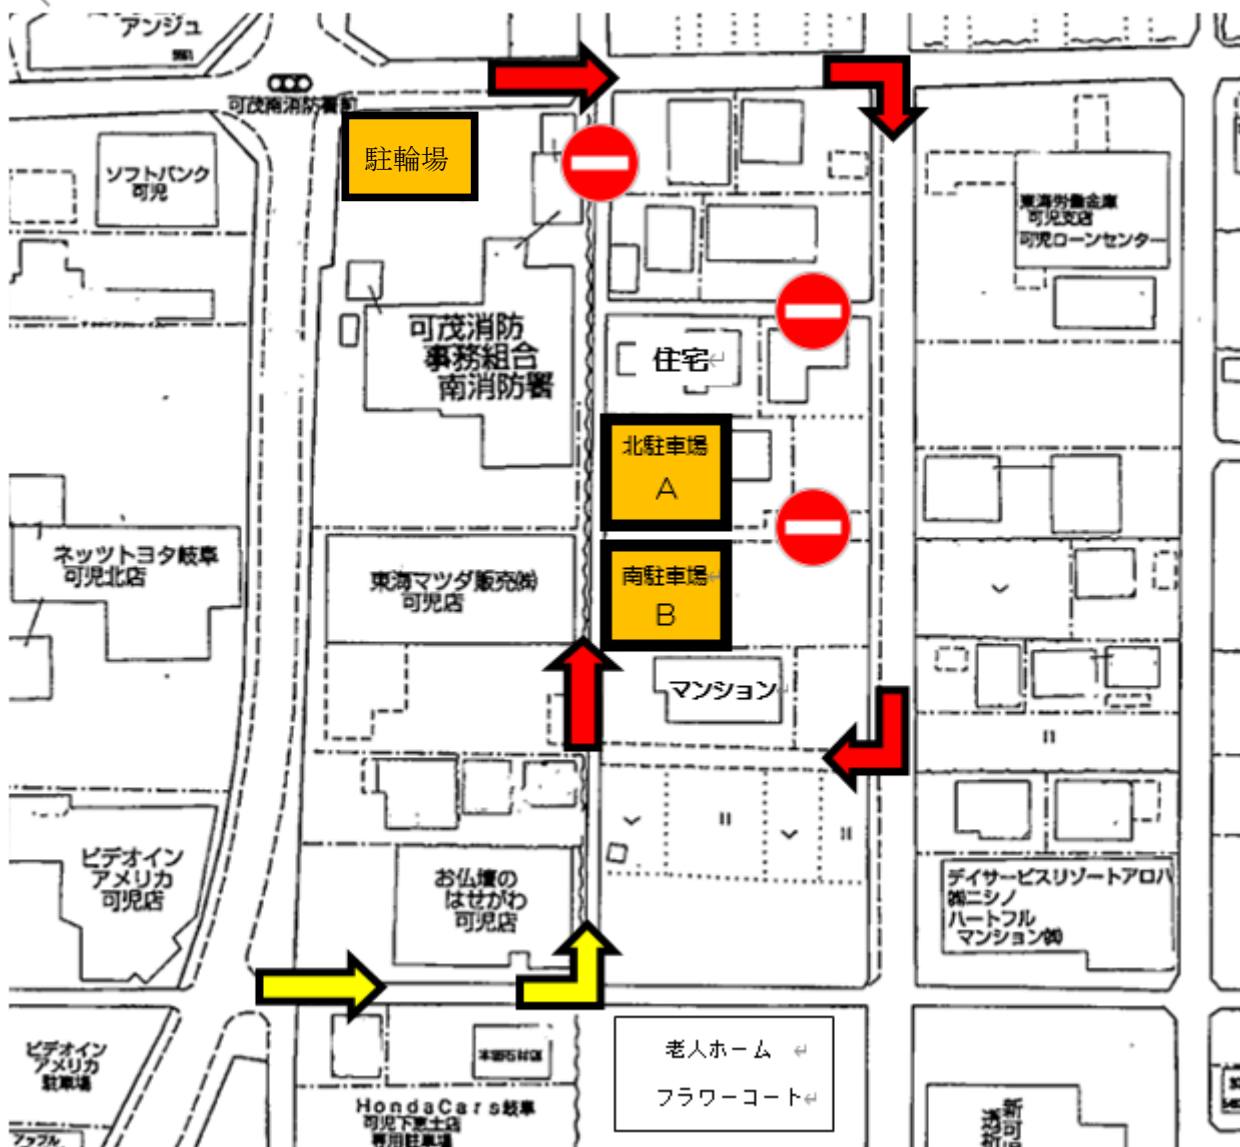 アンジュ
可茂南消防署前
駐輪場
ソフトバンク
可児
東海労働金庫
可児支店
可児ローンセンター
可茂消防
事務組合
南消防署
住宅
北駐車場
A
ネッツトヨタ岐阜
可児北店
東海マツダ販売㈱
可児店
南駐車場
B
マンション
ビデオイン
アメリカ
可児店
お仏壇の
はせがわ
可児店
デイサービスリゾートアロハ
㈱ニシノ
ハートフル
マンション㈱
ビデオイン
アメリカ
駐車場
老人ホーム
フラワーコート
HondaCars岐阜
可児下恵土店
専用駐車場